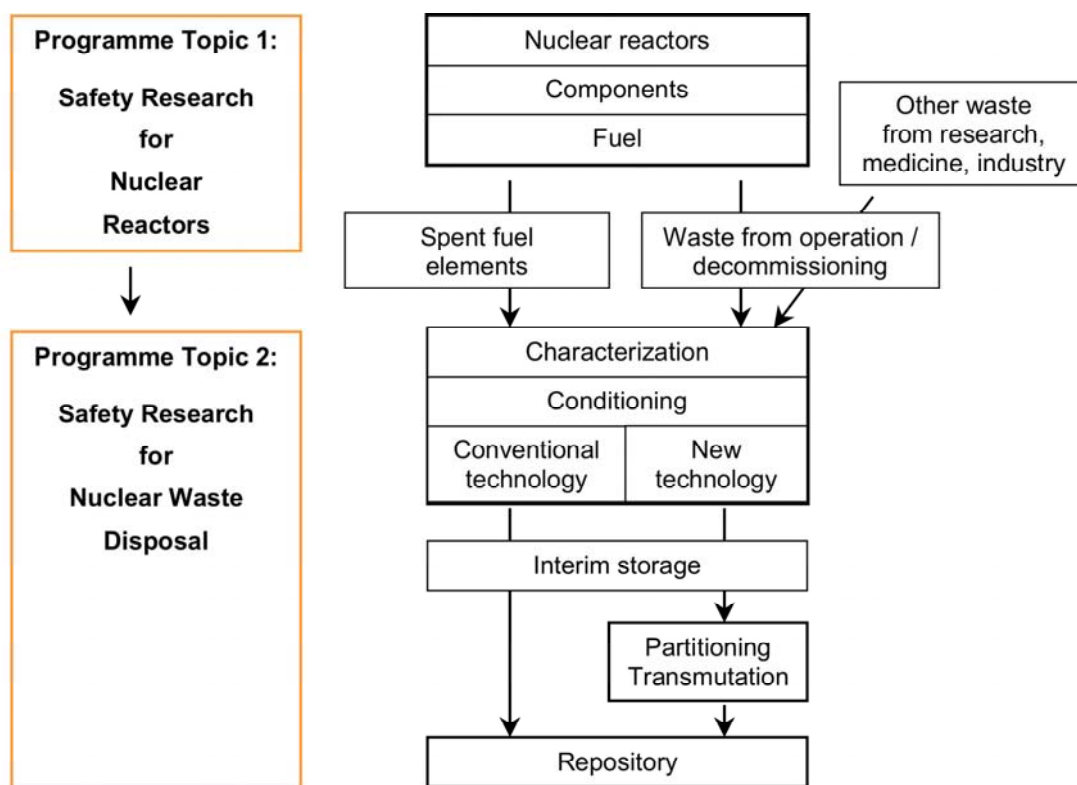 Programme Topic 1:
Safety Research
for
Nuclear
Reactors
Programme Topic 2:
Safety Research
for
Nuclear Waste
Disposal
Nuclear reactors
Components
Fuel
Other waste
from research,
medicine, industry
Spent fuel
elements
Waste from operation /
decommissioning
Characterization
Conditioning
Conventional
technology
New
technology
Interim storage
Partitioning
Transmutation
Repository